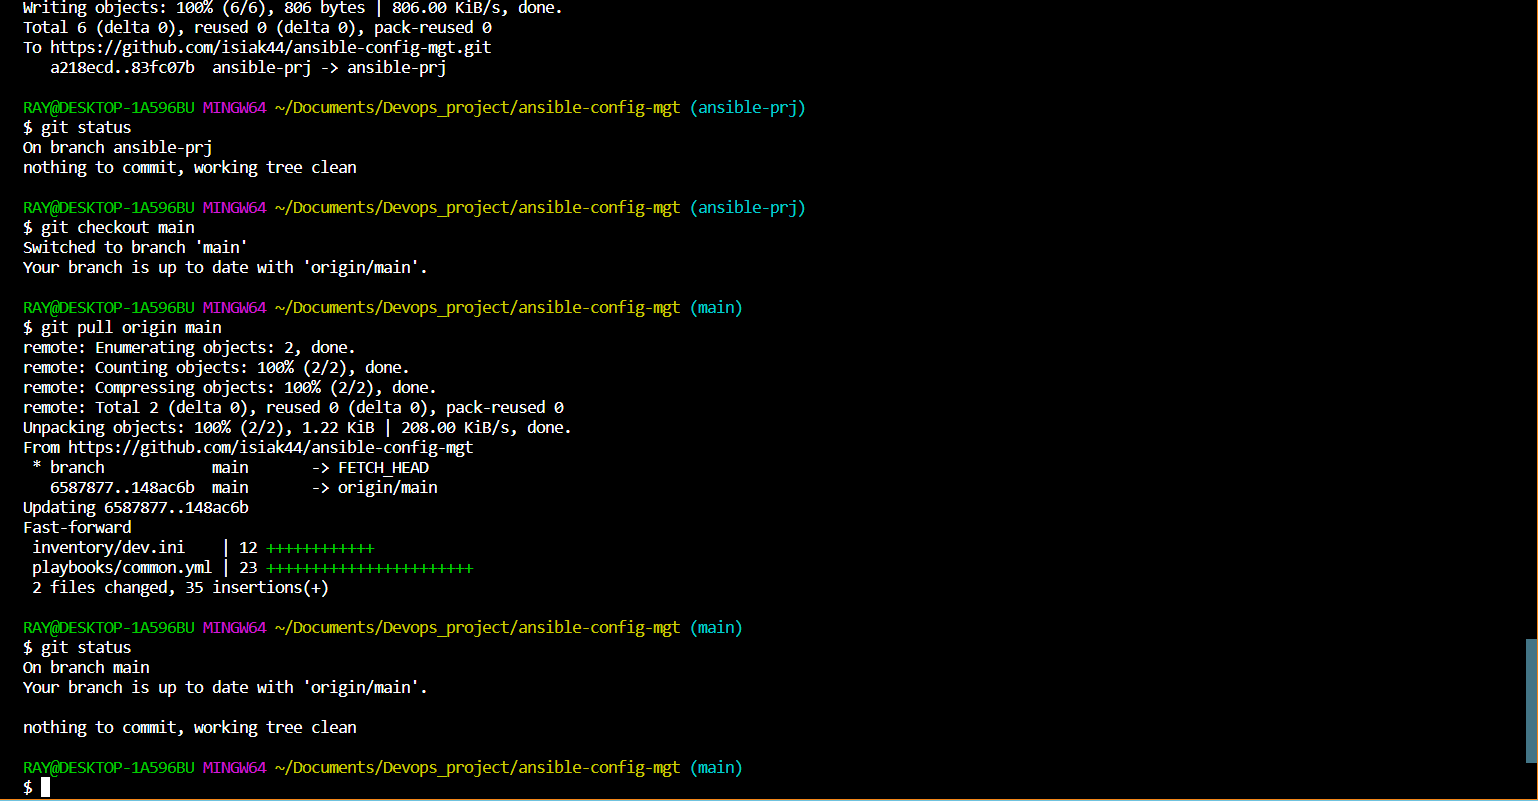 Writing objects: 100% (6/6), 806 bytes | 806.00 KiB/s, done.
Total 6 (delta 0), reused 0 (delta 0), pack-reused 0
To https://github.com/isiak44/ansible-config-mgt.git
   a218ecd..83fc07b  ansible-prj -> ansible-prj

RAY@DESKTOP-1A596BU MINGW64 ~/Documents/Devops_project/ansible-config-mgt (ansible-prj)
$ git status
On branch ansible-prj
nothing to commit, working tree clean

RAY@DESKTOP-1A596BU MINGW64 ~/Documents/Devops_project/ansible-config-mgt (ansible-prj)
$ git checkout main
Switched to branch 'main'
Your branch is up to date with 'origin/main'.

RAY@DESKTOP-1A596BU MINGW64 ~/Documents/Devops_project/ansible-config-mgt (main)
$ git pull origin main
remote: Enumerating objects: 2, done.
remote: Counting objects: 100% (2/2), done.
remote: Compressing objects: 100% (2/2), done.
remote: Total 2 (delta 0), reused 0 (delta 0), pack-reused 0
Unpacking objects: 100% (2/2), 1.22 KiB | 208.00 KiB/s, done.
From https://github.com/isiak44/ansible-config-mgt
 * branch            main       -> FETCH_HEAD
   6587877..148ac6b  main       -> origin/main
Updating 6587877..148ac6b
Fast-forward
 inventory/dev.ini    | 12 ++++++++++++
 playbooks/common.yml | 23 +++++++++++++++++++++++
 2 files changed, 35 insertions(+)

RAY@DESKTOP-1A596BU MINGW64 ~/Documents/Devops_project/ansible-config-mgt (main)
$ git status
On branch main
Your branch is up to date with 'origin/main'.

nothing to commit, working tree clean

RAY@DESKTOP-1A596BU MINGW64 ~/Documents/Devops_project/ansible-config-mgt (main)
$